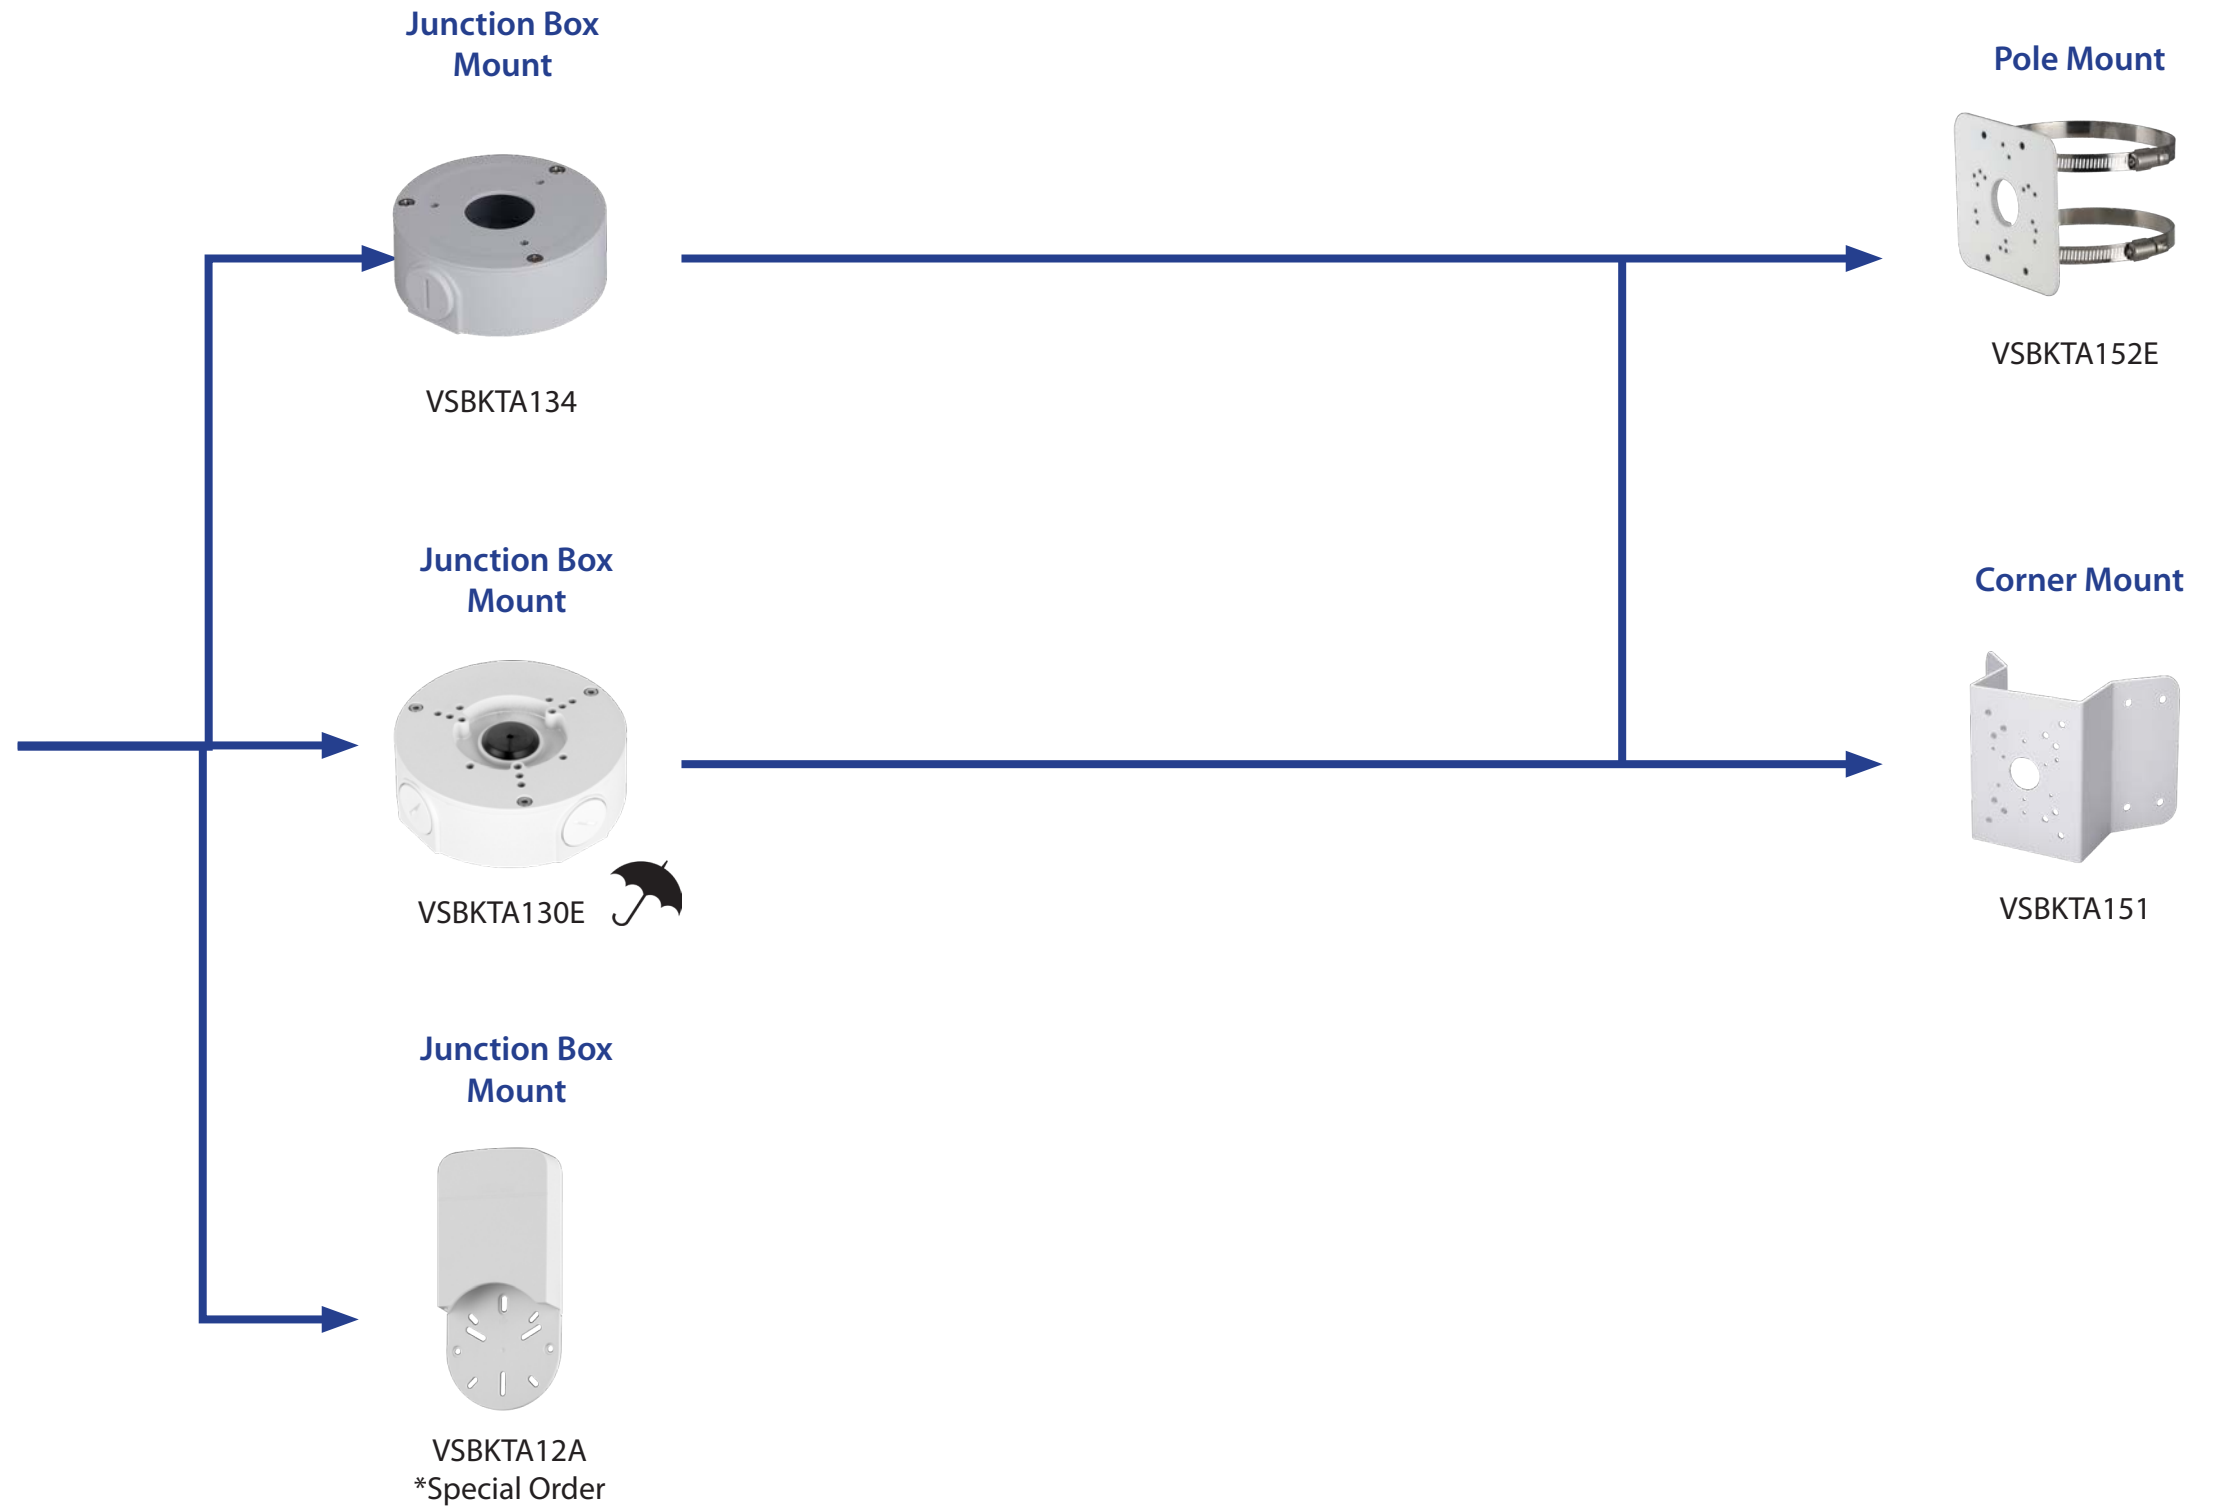 Junction Box
Mount
Pole Mount
VSBKTA152E
VSBKTA134
Junction Box
Mount
Corner Mount
VSBKTA130E
VSBKTA151
Junction Box
Mount
VSBKTA12A
*Special Order